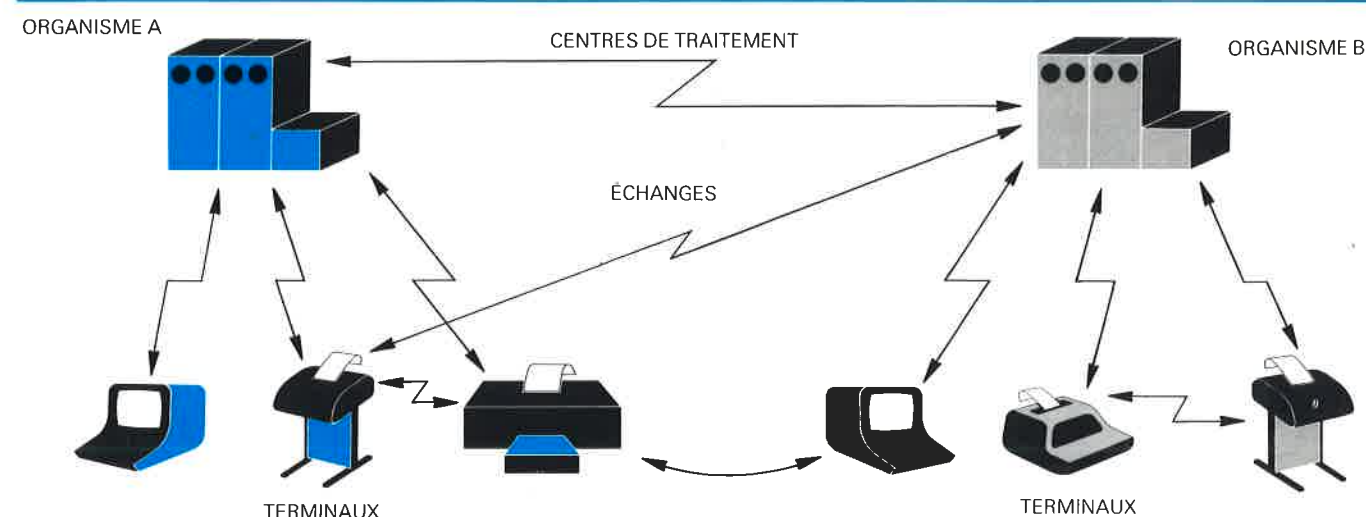 ORGANISME A
CENTRES DE TRAITEMENT
ORGANISME B
ÉCHANGES
TERMINAUX
TERMINAUX